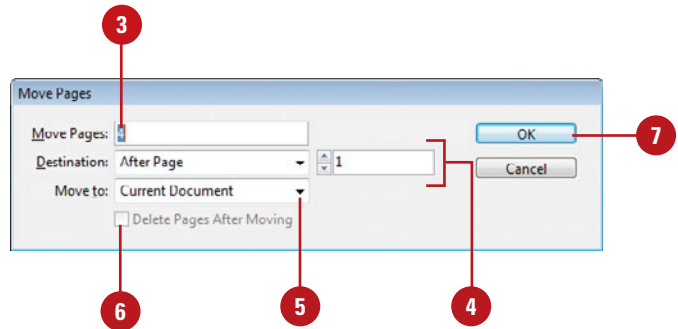 3
Move Pages
Move Pages: 4
OK
7
Destination: After Page 1
Cancel
Move to: Current Document
Delete Pages After Moving
6
5
4